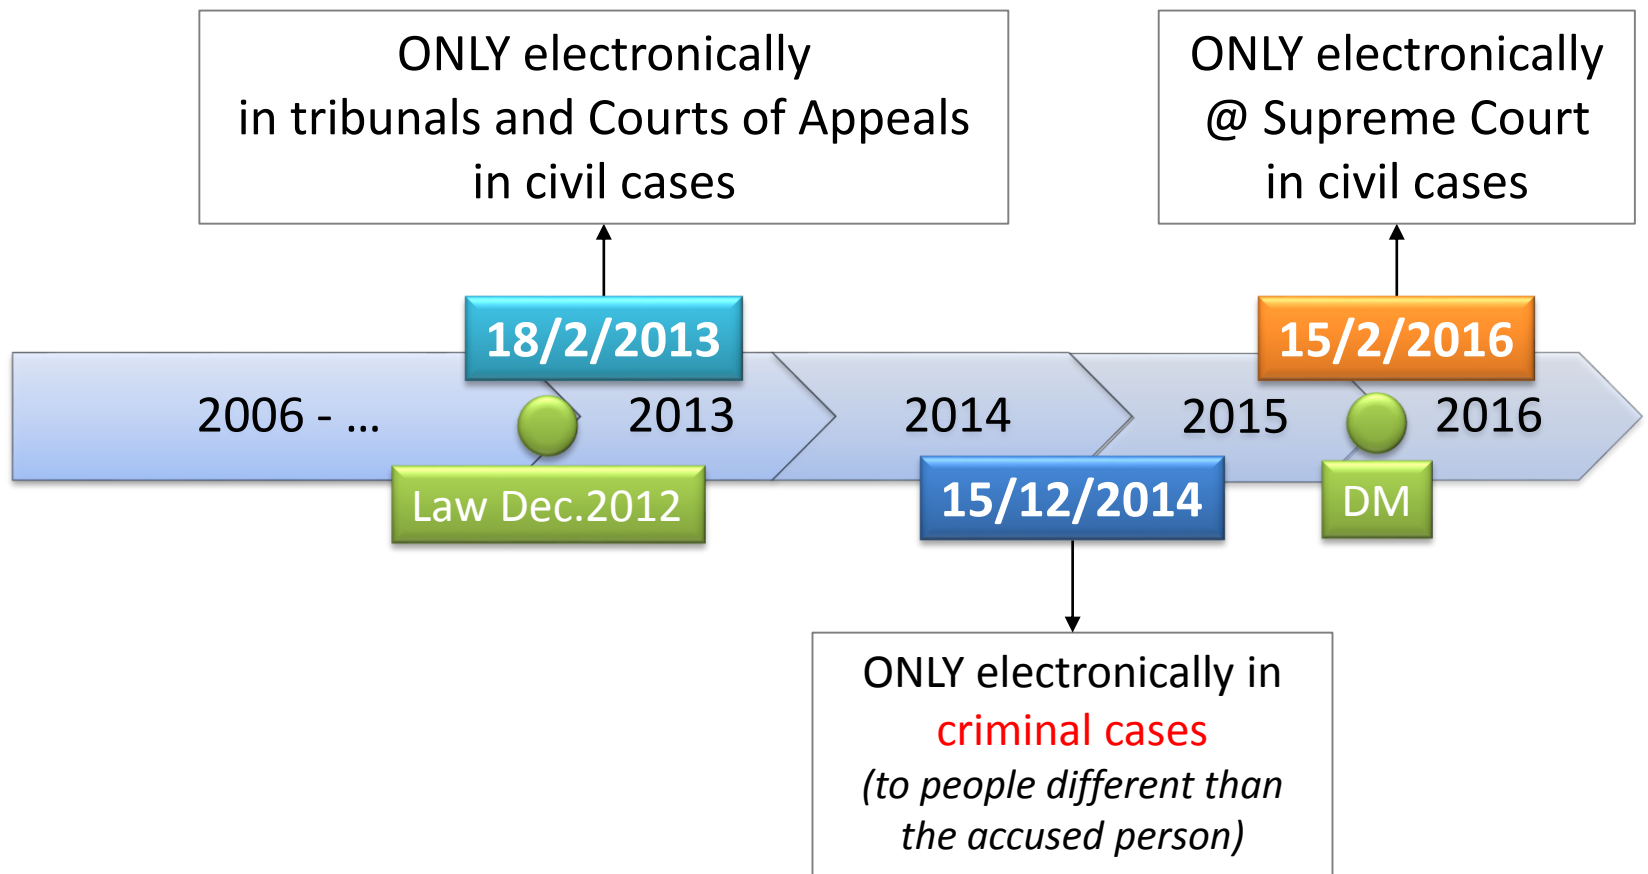 ONLY electronically
in tribunals and Courts of Appeals
in civil cases
ONLY electronically
@ Supreme Court
in civil cases
18/2/2013
15/2/2016
2006 - ...
2013
2014
2015
2016
Law Dec.2012
15/12/2014
DM
ONLY electronically in
criminal cases
(to people different than
the accused person)